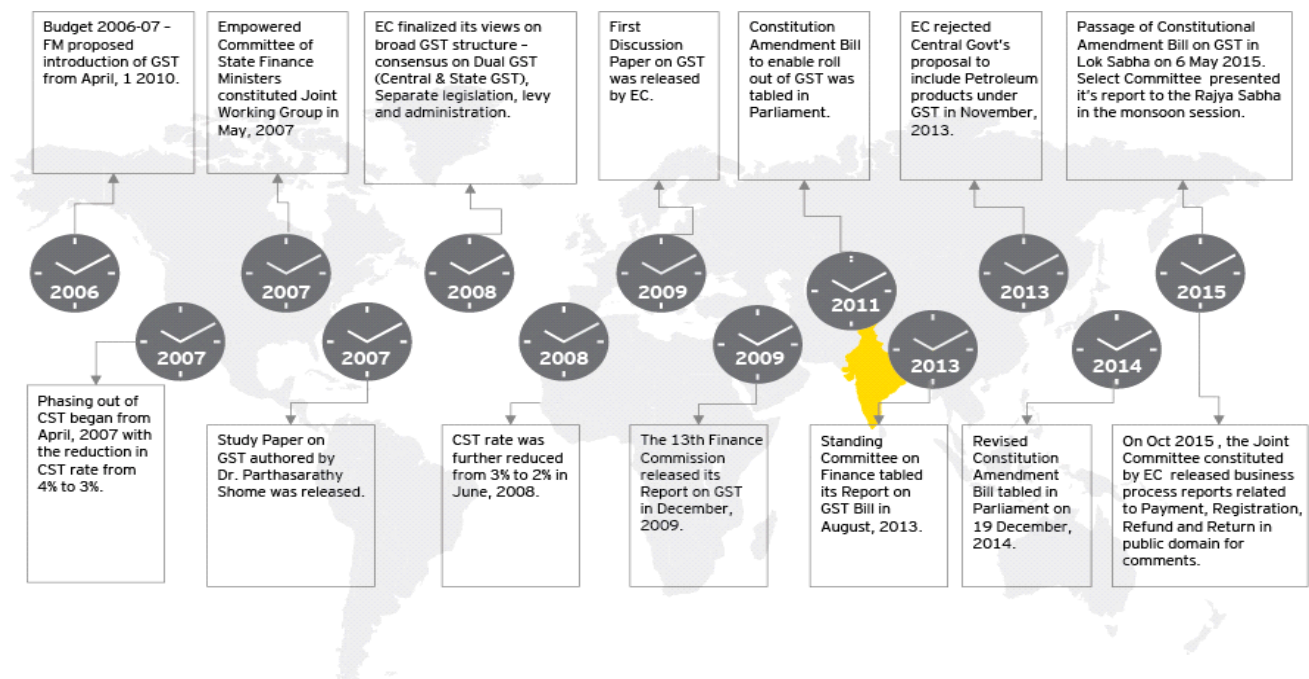 Budget 2006-07 –
FM proposed
introduction of GST
from April, 1 2010.
Empowered
Committee of
State Finance
Ministers
constituted Joint
Working Group in
May, 2007
EC finalized its views on
broad GST structure –
consensus on Dual GST
(Central & State GST),
Separate legislation, levy
and administration.
First
Discussion
Paper on GST
was released
by EC.
Constitution
Amendment Bill
to enable roll
out of GST was
tabled in
Parliament.
EC rejected
Central Govt's
proposal to
include Petroleum
products under
GST in November,
2013.
Passage of Constitutional
Amendment Bill on GST in
Lok Sabha on 6 May 2015.
Select Committee presented
it's report to the Rajya Sabha
in the monsoon session.
2006
2007
2008
2009
2011
2013
2015
2007
2007
2008
2009
2013
2014
Phasing out of
CST began from
April, 2007 with
the reduction in
CST rate from
4% to 3%.
Study Paper on
GST authored by
Dr. Parthasarathy
Shome was released.
CST rate was
further reduced
from 3% to 2% in
June, 2008.
The 13th Finance
Commission
released its
Report on GST
in December,
2009.
Standing
Committee on
Finance tabled
its Report on
GST Bill in
August, 2013.
Revised
Constitution
Amendment
Bill tabled in
Parliament on
19 December,
2014.
On Oct 2015 , the Joint
Committee constituted
by EC released business
process reports related
to Payment, Registration,
Refund and Return in
public domain for
comments.